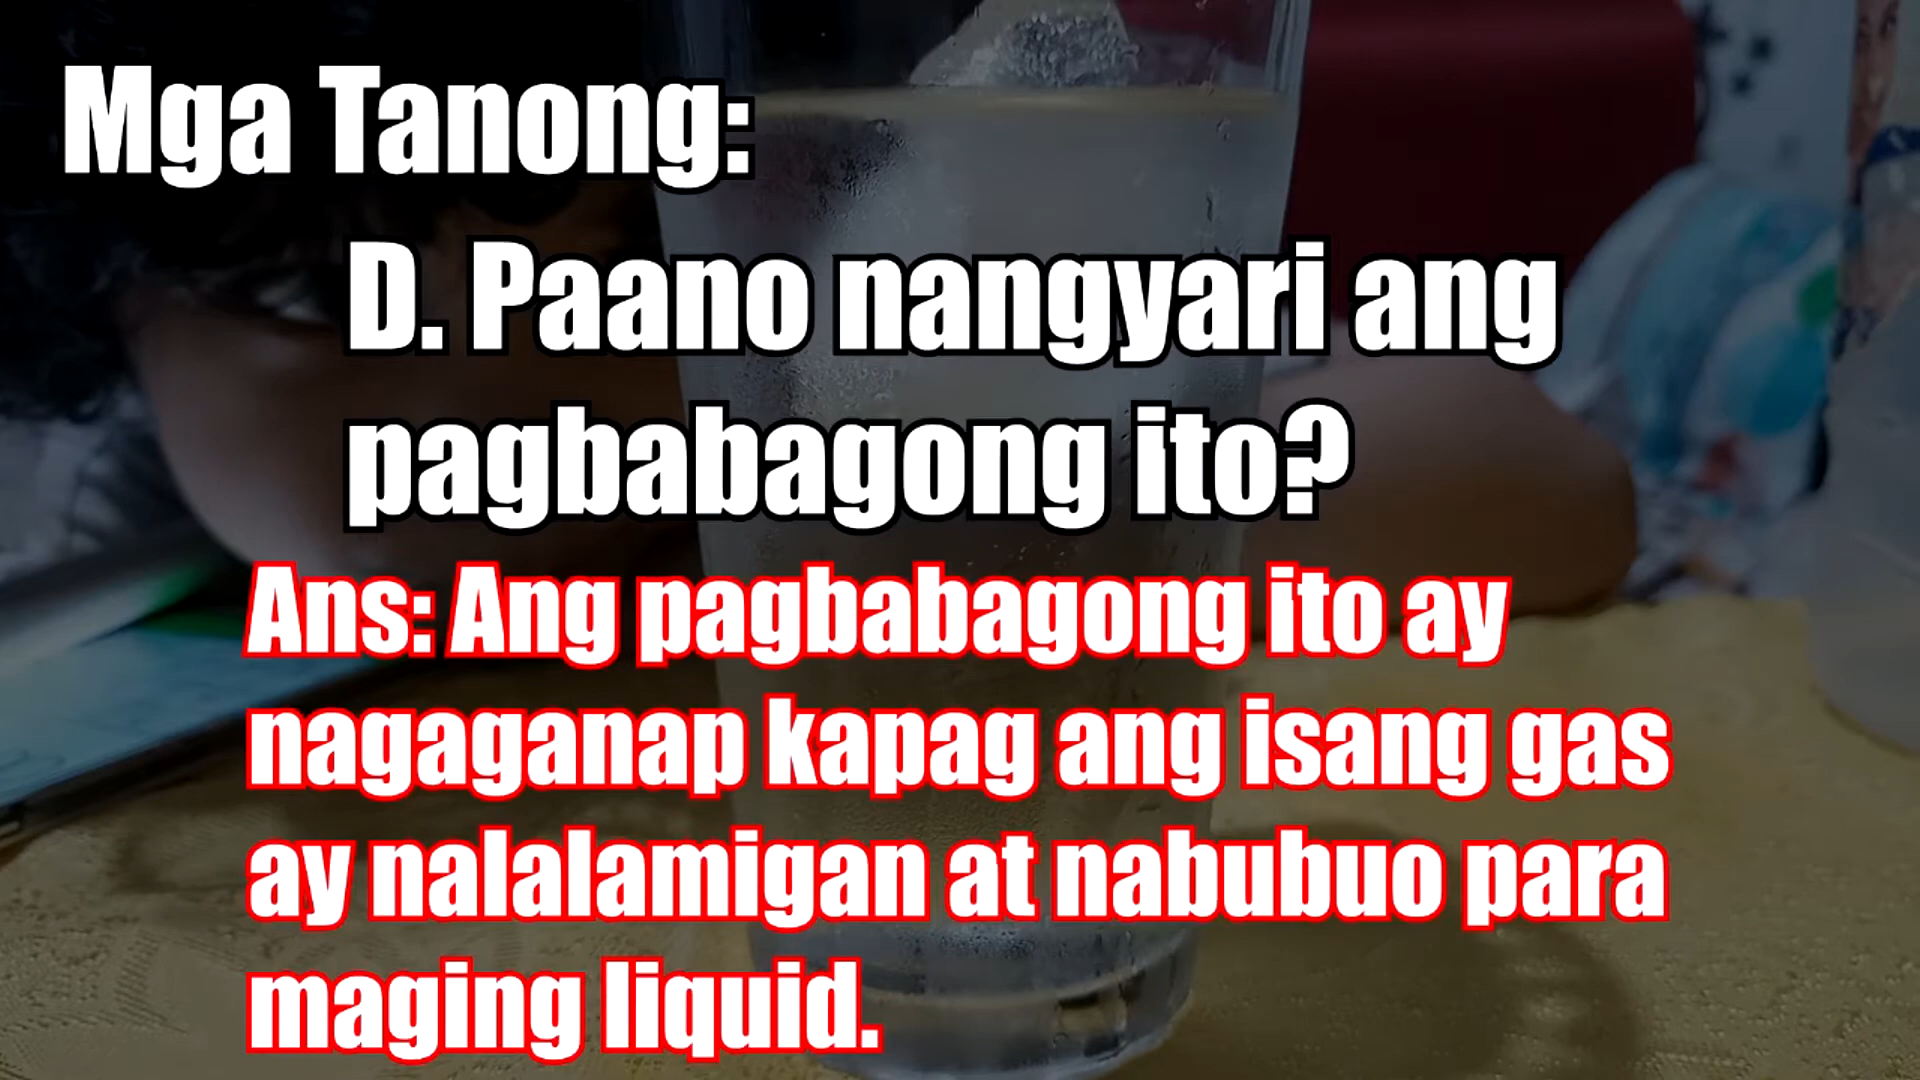 Mga Tanong:
D. Paano nangyari ang
pagbabagong ito?
Ans: Ang pagbabagong ito ay
nagaganap kapag ang isang gas
ay nalalamigan at nabubuo para
maging liquid.